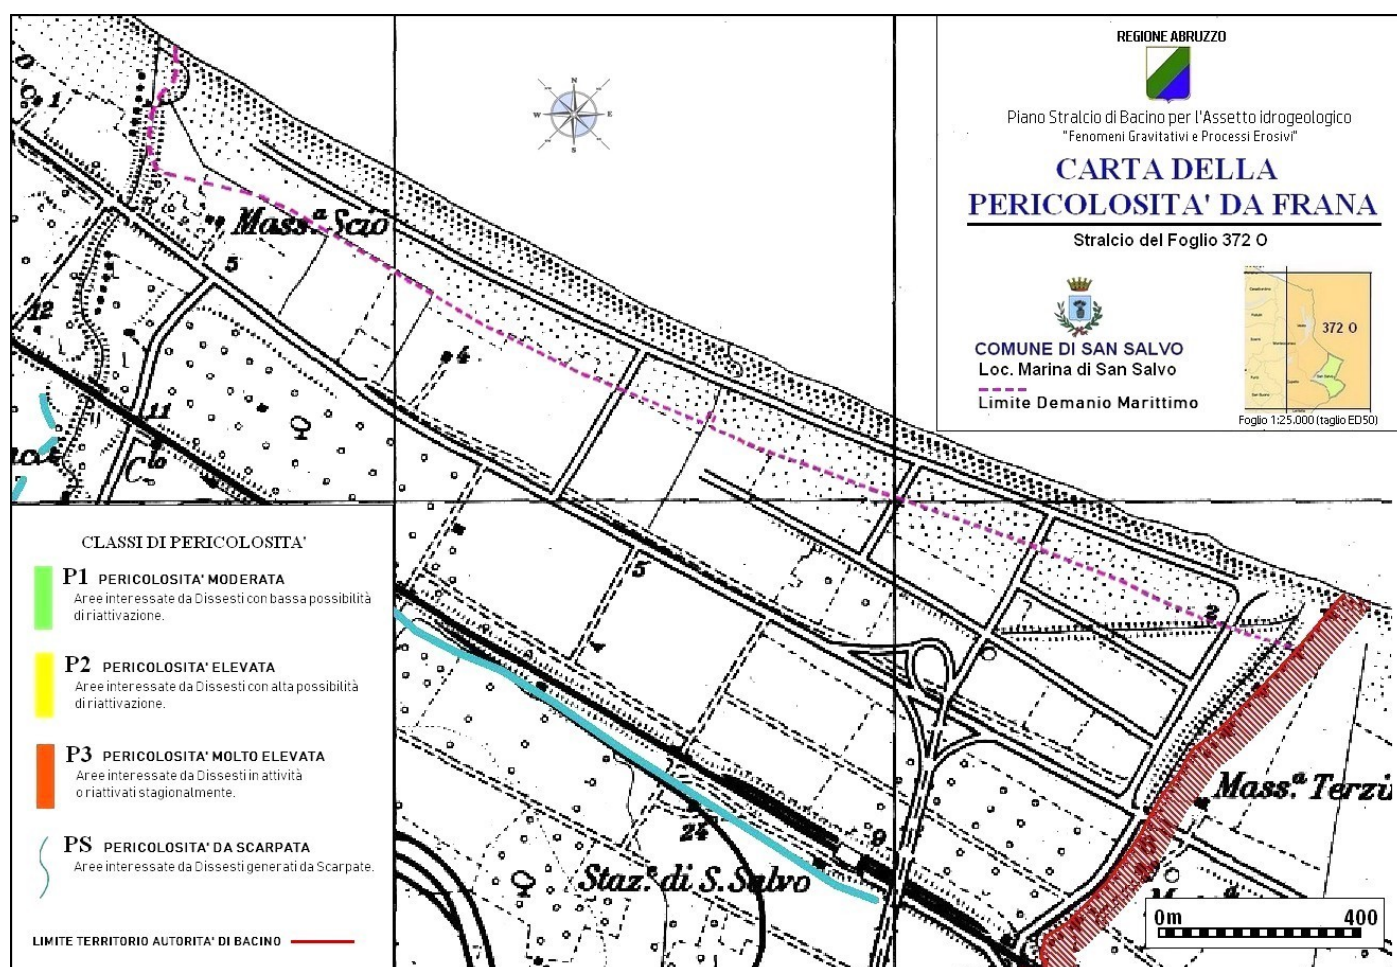 REGIONE ABRUZZO
Piano Stralcio di Bacino per l'Assetto idrogeologico
"Fenomeni Gravitativi e Processi Erosivi"
CARTA DELLA
PERICOLOSITA' DA FRANA
Stralcio del Foglio 372 O
COMUNE DI SAN SALVO
Loc. Marina di San Salvo
Limite Demanio Marittimo
372 O
Foglio 1:25.000 (taglio ED50)
N
W E
S
1
Mass.ª Scio
5
12
4
11
C.to
5
2
24
9
Staz.e di S. Salvo
Mass.ª Terzi
0m 400
CLASSI DI PERICOLOSITA'
P1 PERICOLOSITA' MODERATA
Aree interessate da Dissesti con bassa possibilità
di riattivazione.
P2 PERICOLOSITA' ELEVATA
Aree interessate da Dissesti con alta possibilità
di riattivazione.
P3 PERICOLOSITA' MOLTO ELEVATA
Aree interessate da Dissesti in attività
o riattivati stagionalmente.
PS PERICOLOSITA' DA SCARPATA
Aree interessate da Dissesti generati da Scarpate.
LIMITE TERRITORIO AUTORITA' DI BACINO